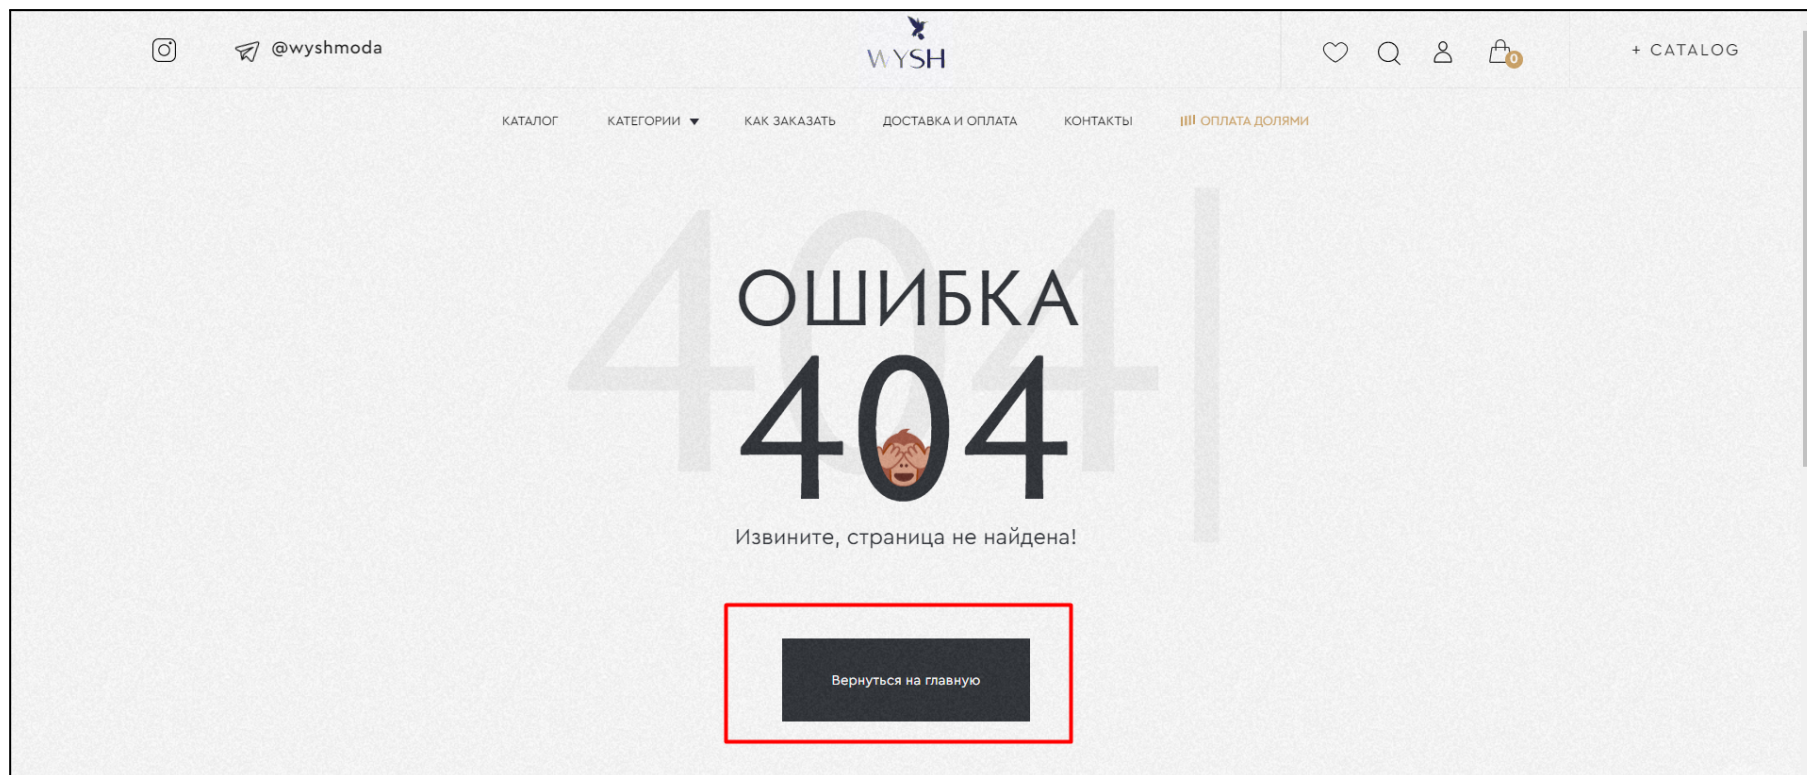 @wyshmoda
WYSH
0
+ CATALOG
КАТАЛОГ
КАТЕГОРИИ ▼
КАК ЗАКАЗАТЬ
ДОСТАВКА И ОПЛАТА
КОНТАКТЫ
ОПЛАТА ДОЛЯМИ
404|
ОШИБКА
404
Извините, страница не найдена!
Вернуться на главную